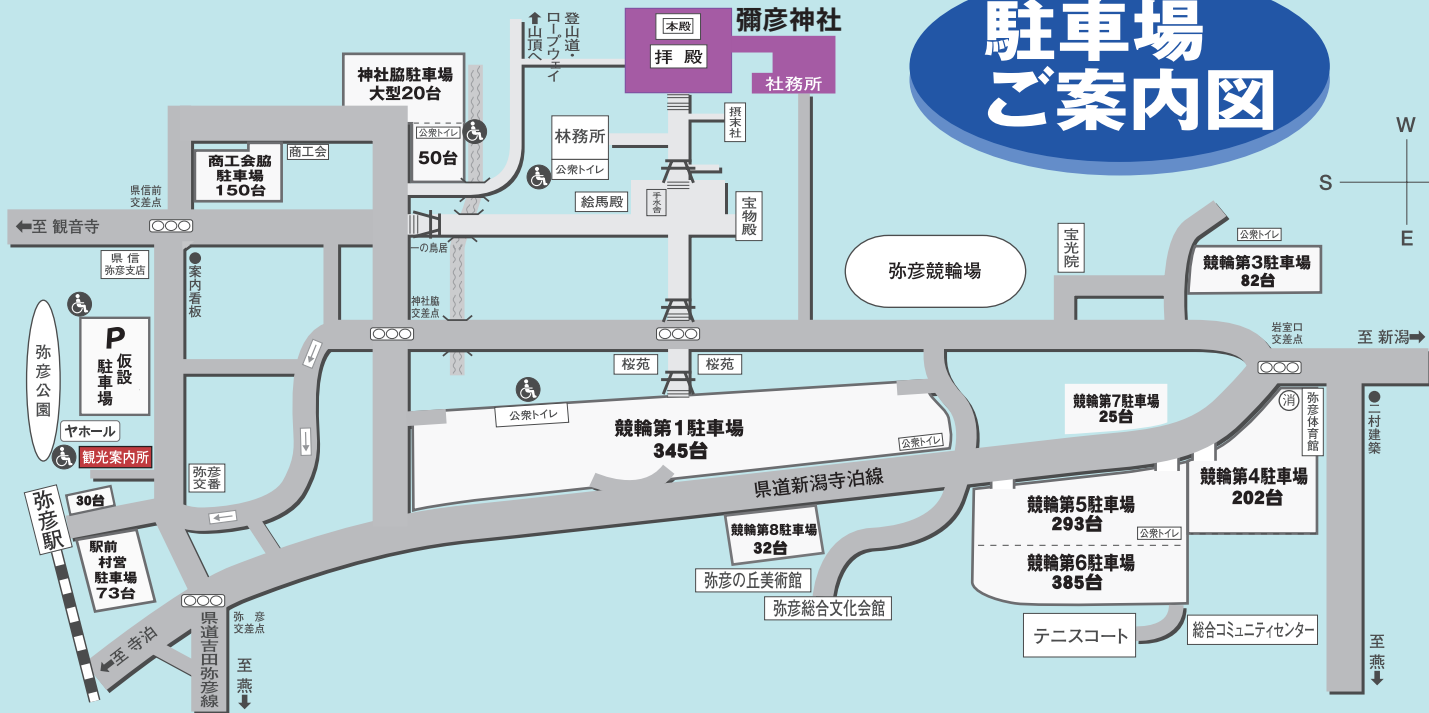 駐車場
ご案内図
彌彦神社
本殿
拝殿
社務所
登山道・
ロープウェイ
↑山頂へ
神社脇駐車場
大型20台
公衆トイレ
50台
林務所
公衆トイレ
摂末社
絵馬殿
手水舎
宝物殿
一の鳥居
商工会脇
駐車場
150台
商工会
県信前
交差点
←至 観音寺
県信
弥彦支店
●案内看板
神社脇
交差点
弥彦公園
P
仮設
駐車場
ヤホール
観光案内所
弥彦
交番
弥彦駅
30台
駅前
村営
駐車場
73台
←至 寺泊
県道吉田弥彦線
弥彦
交差点
至 燕→
桜苑
桜苑
公衆トイレ
競輪第1駐車場
345台
公衆トイレ
県道新潟寺泊線
弥彦競輪場
宝光院
公衆トイレ
競輪第3駐車場
82台
岩室口
交差点
至 新潟→
W
S
E
競輪第7駐車場
25台
消
弥彦体育館
●二村建築
競輪第4駐車場
202台
競輪第5駐車場
293台
公衆トイレ
競輪第6駐車場
385台
競輪第8駐車場
32台
弥彦の丘美術館
弥彦総合文化会館
テニスコート
総合コミュニティセンター
至 燕→